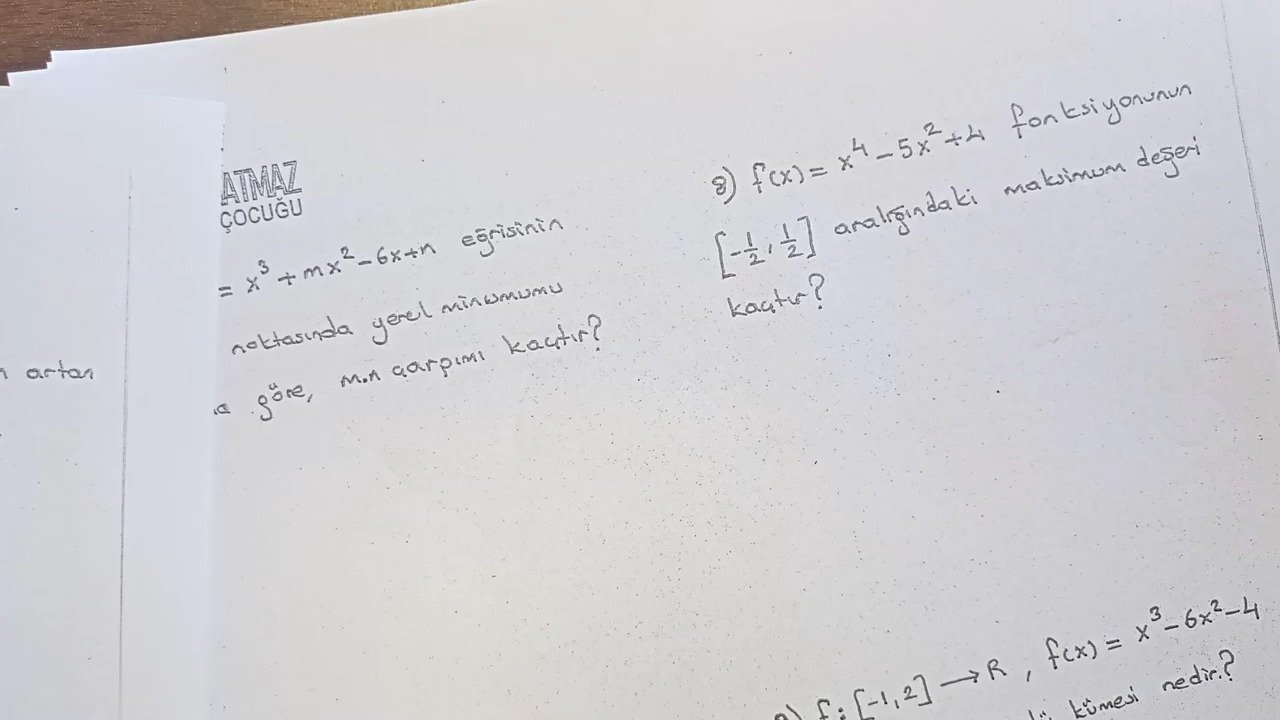 n artan
ATMAZ
ÇOCUĞU
= x³ + mx² - 6x + n eğrisinin
noktasında yerel minumumu
göre, m.n çarpımı kaçtır?
8) f(x) = x⁴ - 5x² + 4 fonksiyonunun
[-1/2, 1/2] aralığındaki maksimum değeri
kaçtır?
f: [-1, 2] → R, f(x) = x³ - 6x² - 4
kümesi nedir?